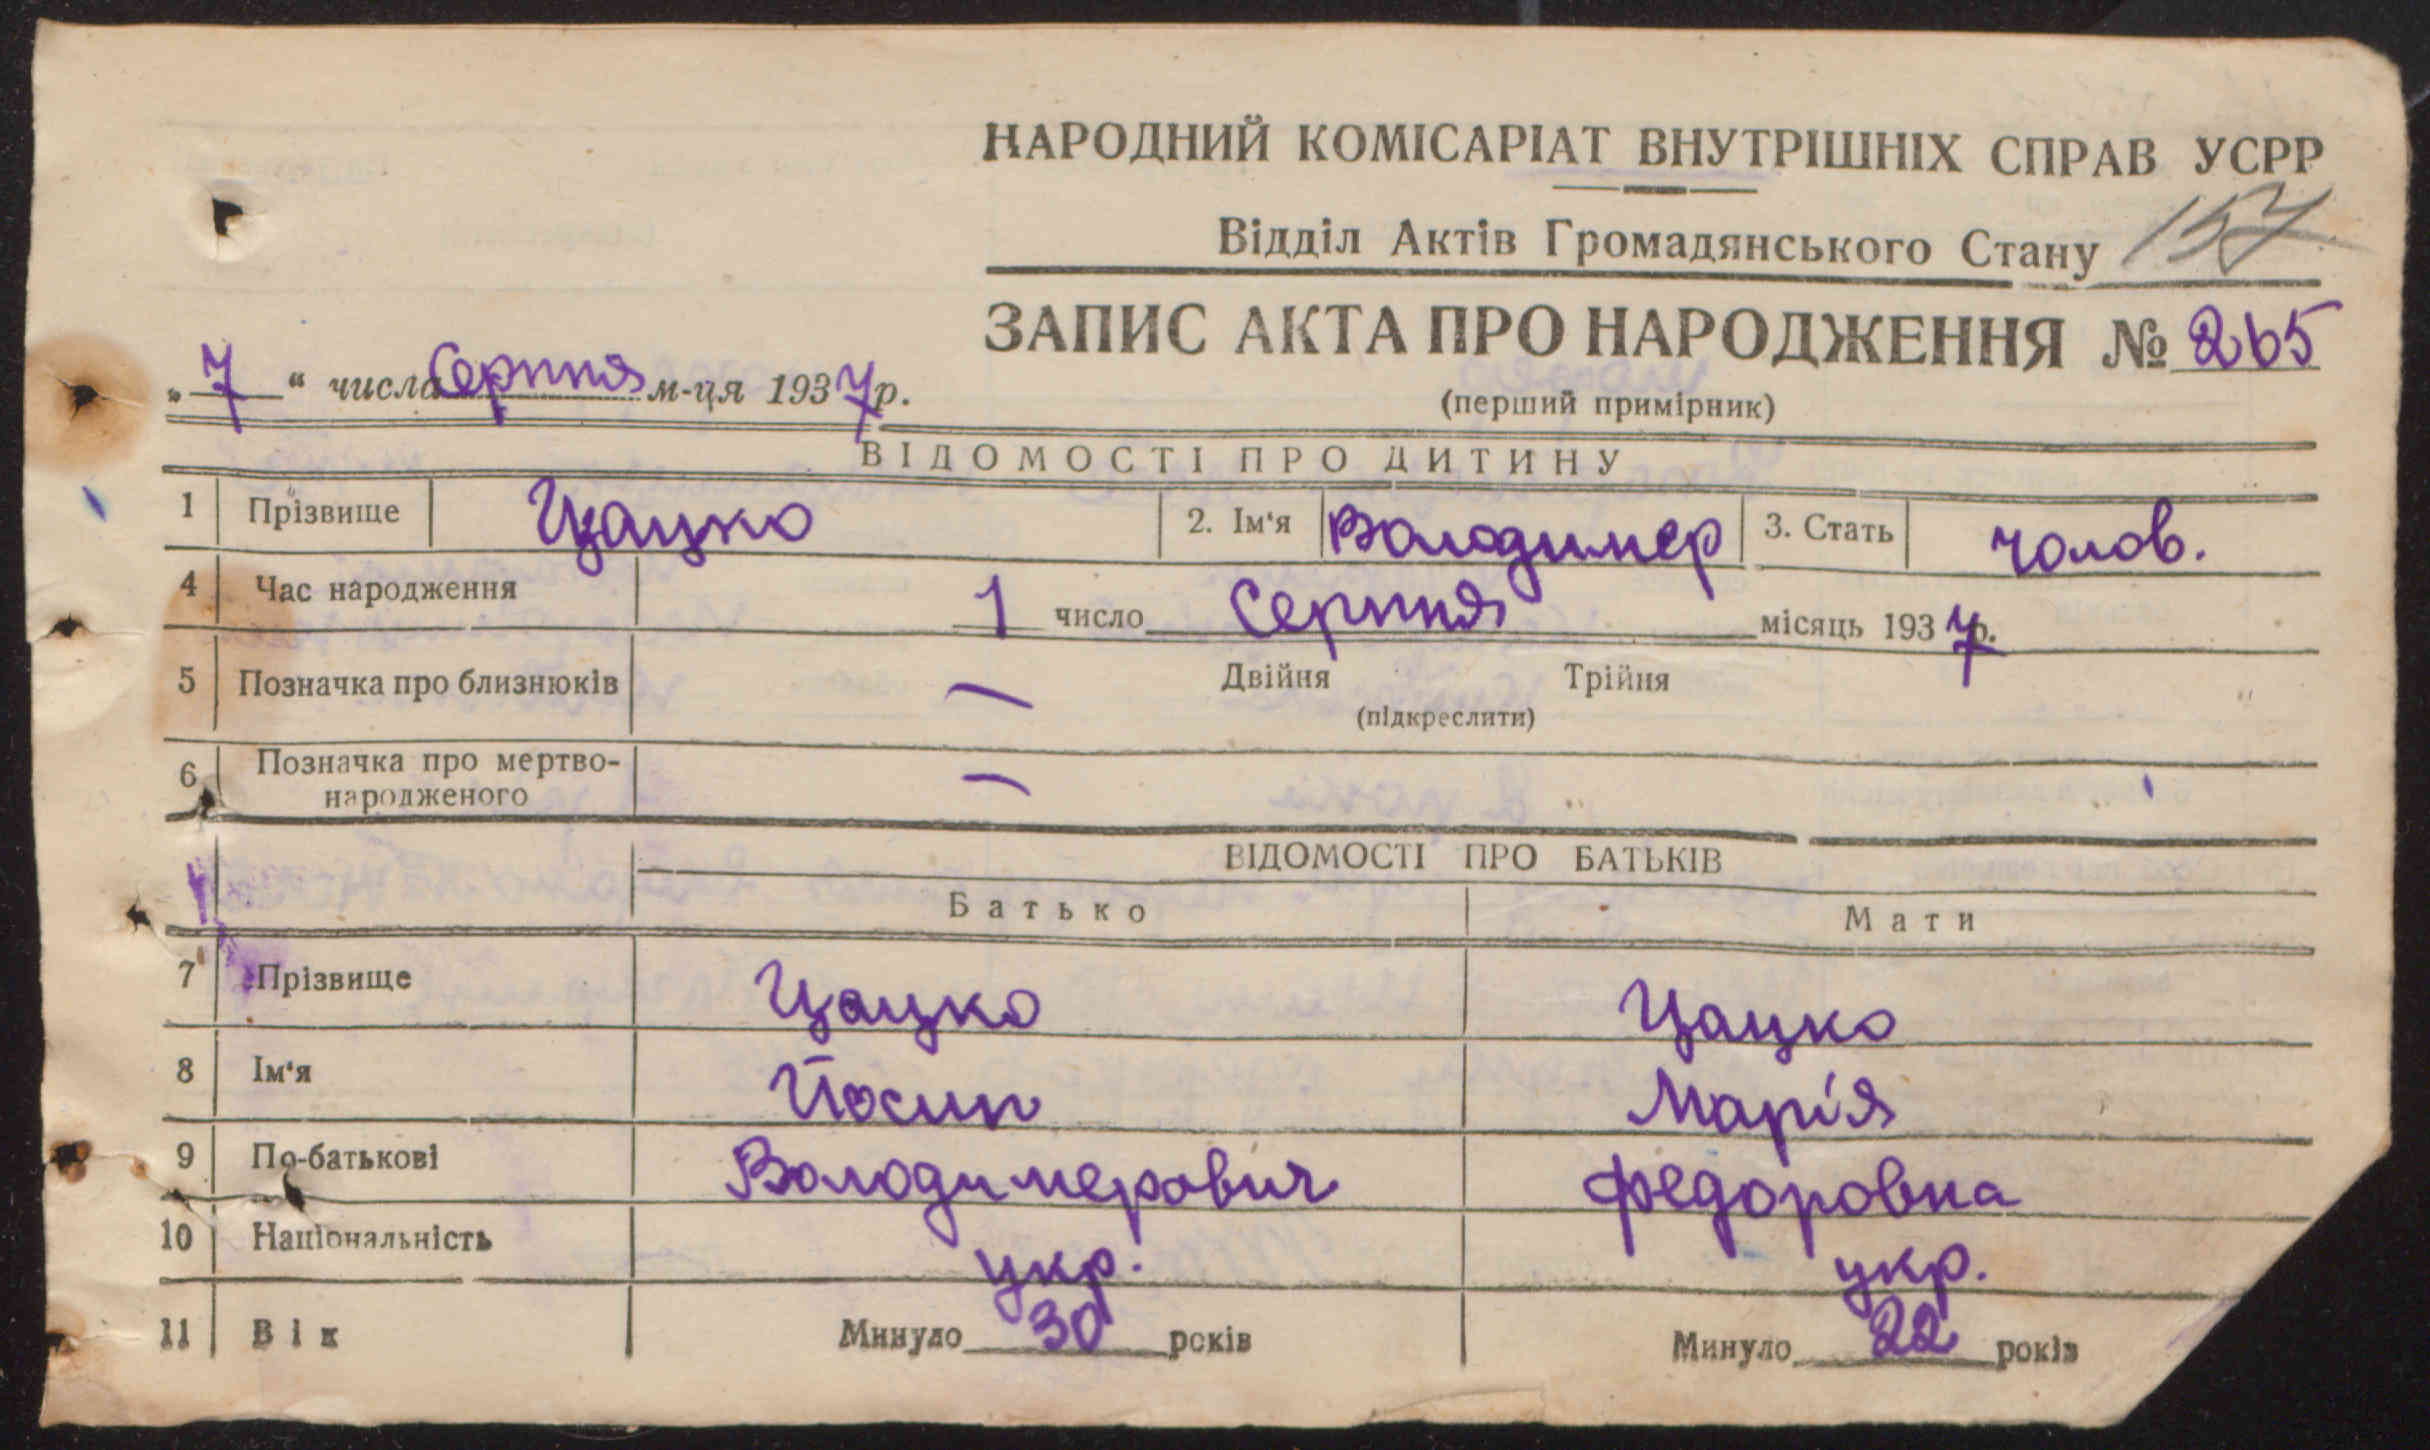 НАРОДНИЙ КОМІСАРІАТ ВНУТРІШНІХ СПРАВ УСРР
Відділ Актів Громадянського Стану 157
ЗАПИС АКТА ПРО НАРОДЖЕННЯ № 265
„7“ числа Серпня м-ця 1937р.
(перший примірник)
ВІДОМОСТІ ПРО ДИТИНУ
1 Прізвище Цацко 2. Ім‘я Володимер 3. Стать чолов.
4 Час народження 1 число Серпня місяць 1937р.
5 Позначка про близнюків — Двійня Трійня
(підкреслити)
6 Позначка про мертво-
народженого —
ВІДОМОСТІ ПРО БАТЬКІВ
Батько Мати
7 Прізвище Цацко Цацко
8 Ім‘я Йосип Марія
9 По-батькові Володимерович Федоровна
10 Національність укр. укр.
11 Вік Минуло 30 років Минуло 22 років